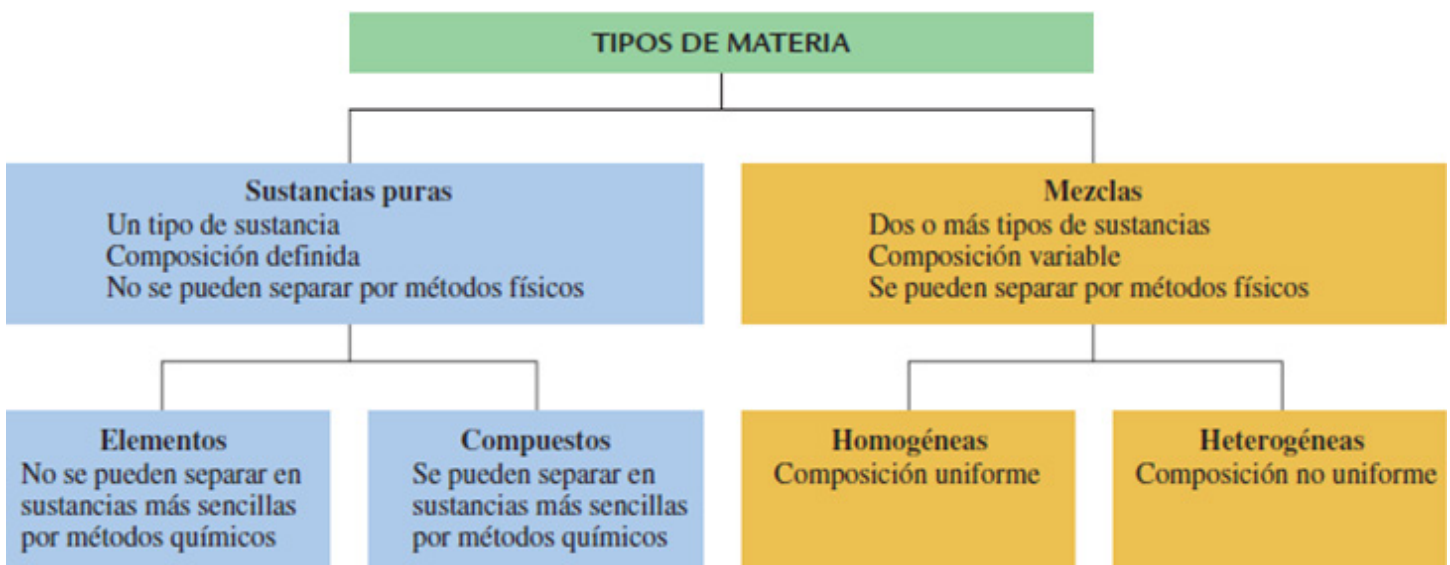 TIPOS DE MATERIA
Sustancias puras
Un tipo de sustancia
Composición definida
No se pueden separar por métodos físicos
Mezclas
Dos o más tipos de sustancias
Composición variable
Se pueden separar por métodos físicos
Elementos
No se pueden separar en
sustancias más sencillas
por métodos químicos
Compuestos
Se pueden separar en
sustancias más sencillas
por métodos químicos
Homogéneas
Composición uniforme
Heterogéneas
Composición no uniforme